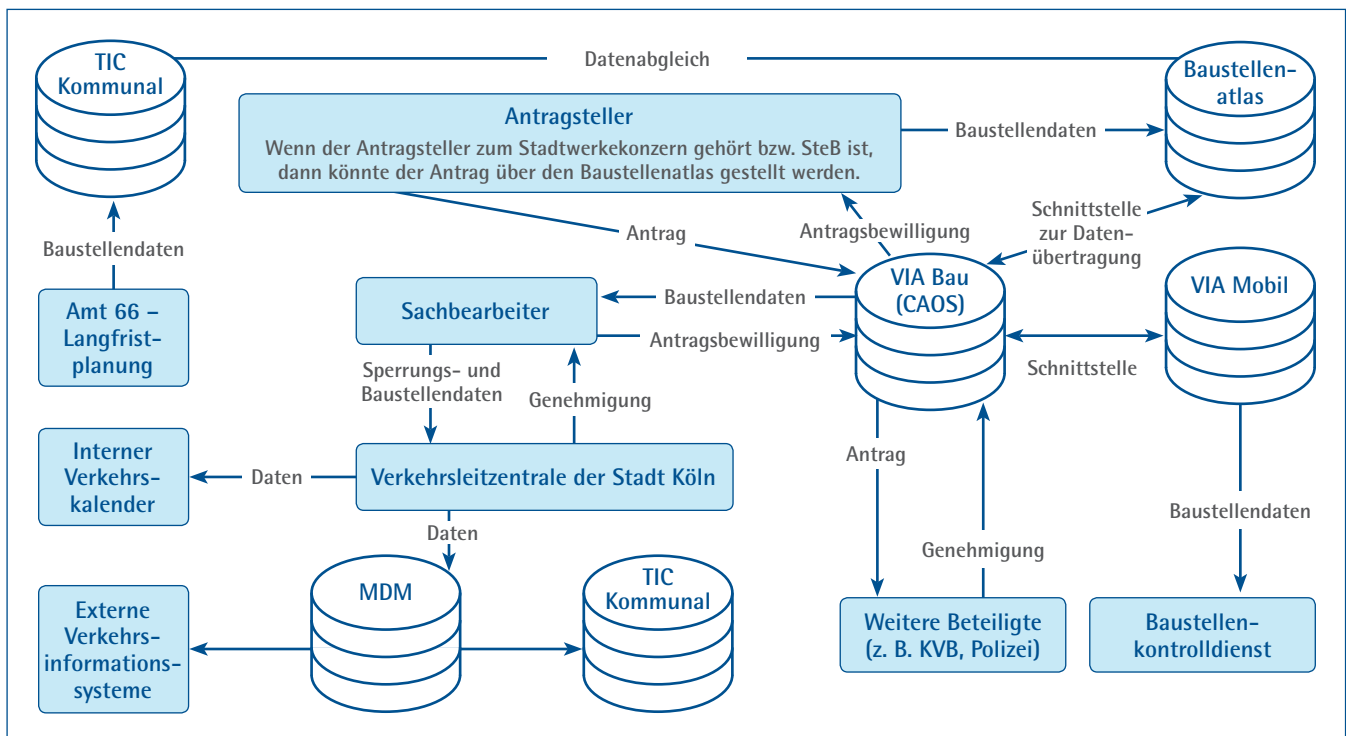 TIC
Kommunal
Datenabgleich
Baustellen-
atlas
Antragsteller
Wenn der Antragsteller zum Stadtwerkekonzern gehört bzw. SteB ist,
dann könnte der Antrag über den Baustellenatlas gestellt werden.
Baustellendaten
Baustellendaten
Antrag
Antragsbewilligung
Schnittstelle
zur Daten-
übertragung
Amt 66 –
Langfrist-
planung
Sachbearbeiter
Baustellendaten
Antragsbewilligung
VIA Bau
(CAOS)
VIA Mobil
Schnittstelle
Sperrungs- und
Baustellendaten
Genehmigung
Interner
Verkehrs-
kalender
Daten
Verkehrsleitzentrale der Stadt Köln
Antrag
Genehmigung
Baustellendaten
Daten
MDM
TIC
Kommunal
Externe
Verkehrs-
informations-
systeme
Weitere Beteiligte
(z. B. KVB, Polizei)
Baustellen-
kontrolldienst